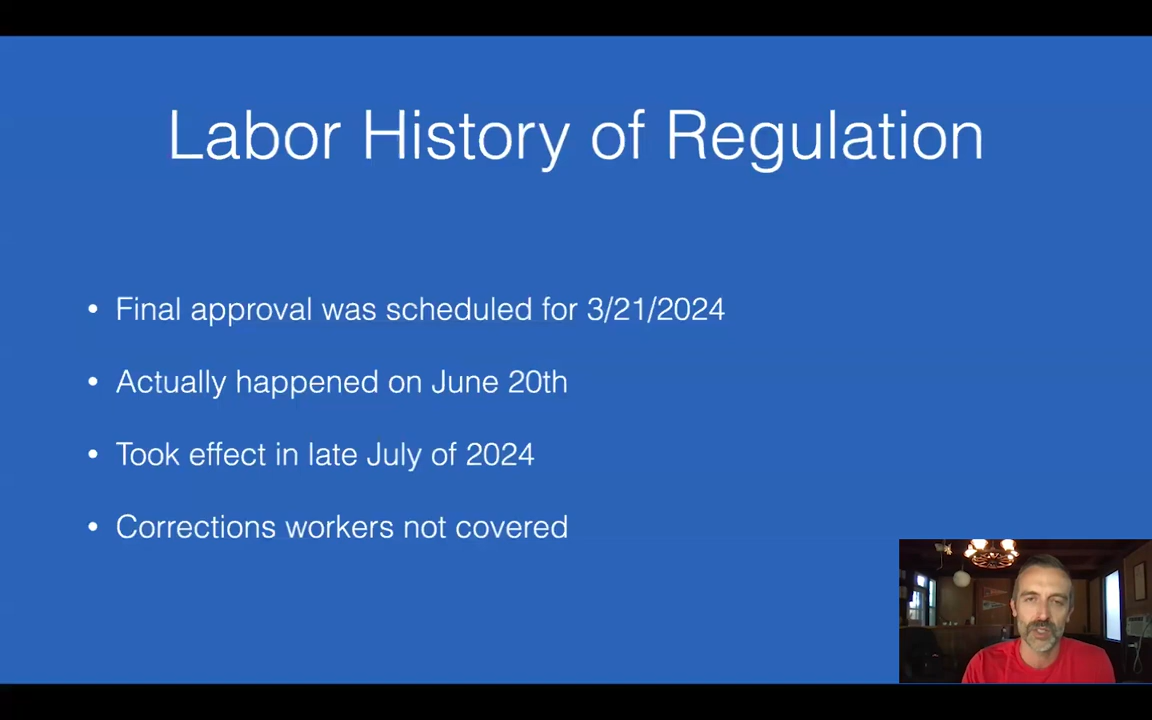 Labor History of Regulation
• Final approval was scheduled for 3/21/2024
• Actually happened on June 20th
• Took effect in late July of 2024
• Corrections workers not covered